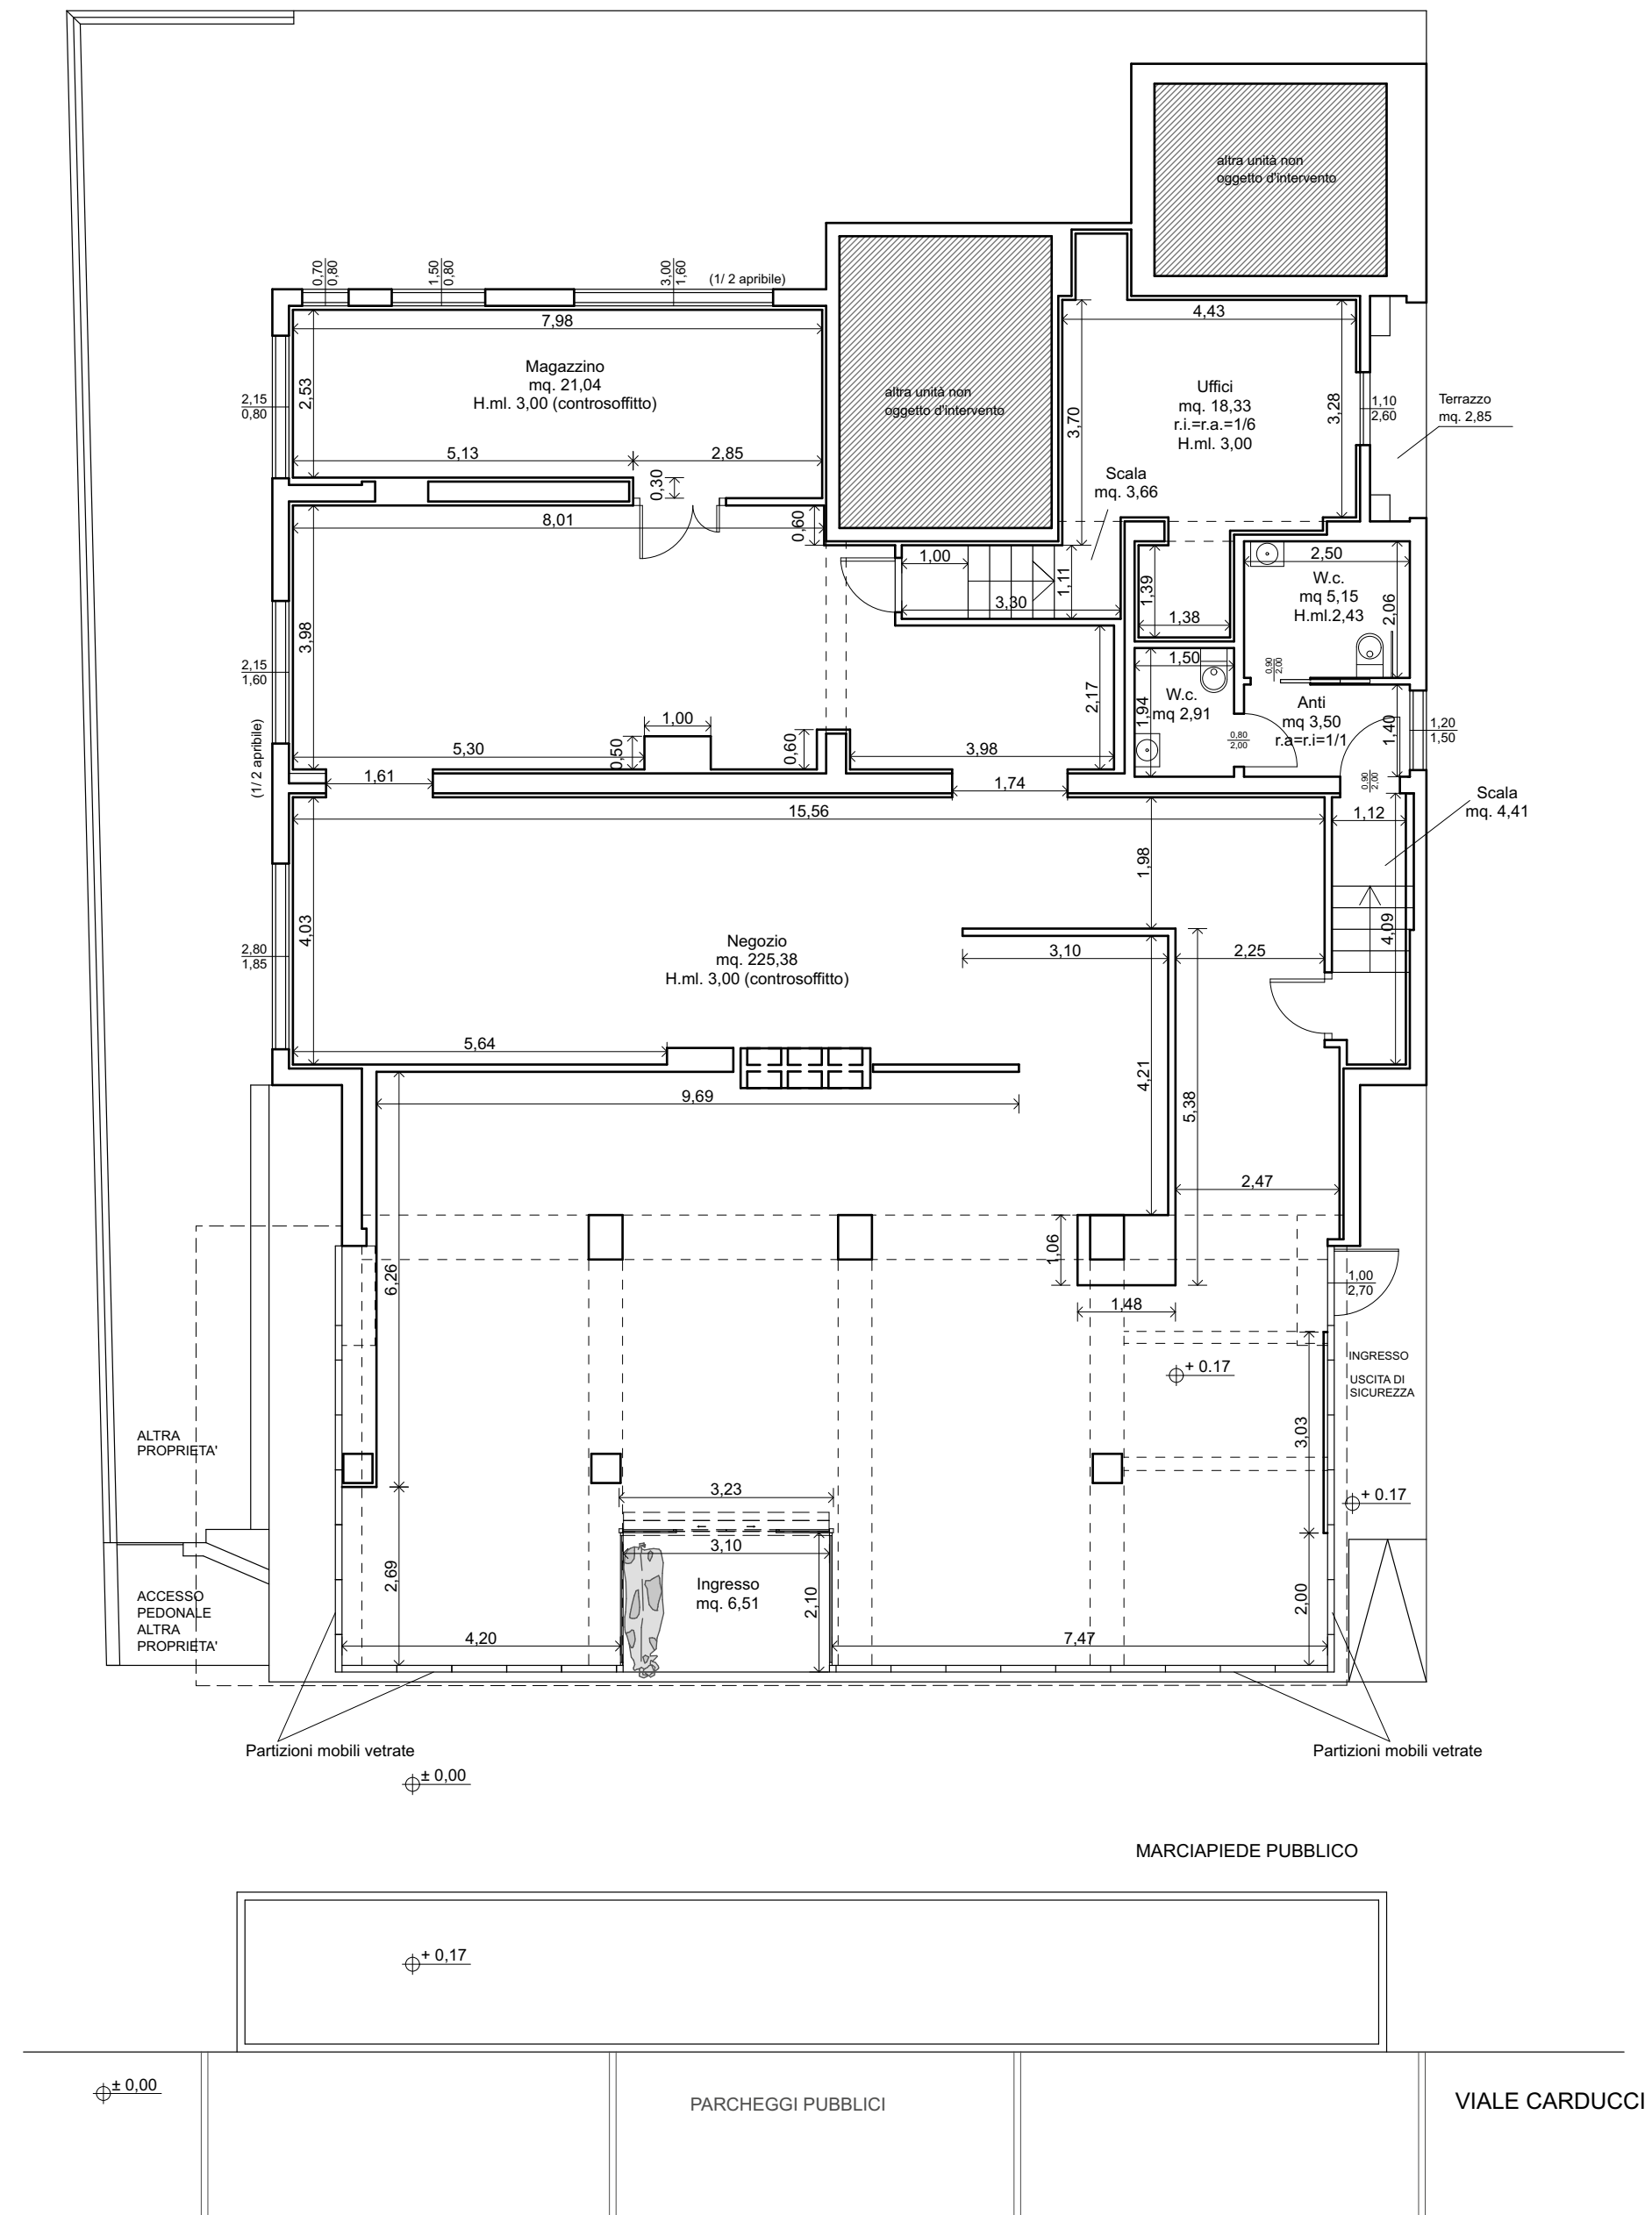 altra unità non
oggetto d'intervento
0,70
0,80
1,50
0,80
3,00
1,60
(1/ 2 apribile)
7,98
4,43
Magazzino
mq. 21,04
H.ml. 3,00 (controsoffitto)
2,53
2,15
0,80
altra unità non
oggetto d'intervento
Uffici
mq. 18,33
r.i.=r.a.=1/6
H.ml. 3,00
3,70
3,28
1,10
2,60
Terrazzo
mq. 2,85
5,13
2,85
0,30
Scala
mq. 3,66
8,01
0,60
1,00
1,11
3,30
1,39
1,38
2,50
W.c.
mq 5,15
H.ml.2,43
2,06
3,98
2,15
1,60
(1/ 2 apribile)
0,90
2,00
1,50
W.c.
mq 2,91
1,94
2,17
Anti
mq 3,50
r.a=r.i=1/1
1,40
0,80
2,00
1,20
1,50
1,00
5,30
0,50
0,60
3,98
1,61
1,74
0,90
2,00
Scala
mq. 4,41
15,56
1,12
1,98
4,03
4,09
Negozio
mq. 225,38
H.ml. 3,00 (controsoffitto)
2,80
1,85
3,10
2,25
5,64
4,21
5,38
9,69
2,47
1,06
6,26
1,00
2,70
1,48
INGRESSO
USCITA DI
SICUREZZA
+ 0.17
3,03
ALTRA
PROPRIETA'
3,23
+ 0.17
3,10
Ingresso
mq. 6,51
2,10
2,69
2,00
ACCESSO
PEDONALE
ALTRA
PROPRIETA'
4,20
7,47
Partizioni mobili vetrate
Partizioni mobili vetrate
± 0,00
MARCIAPIEDE PUBBLICO
+ 0,17
± 0,00
PARCHEGGI PUBBLICI
VIALE CARDUCCI